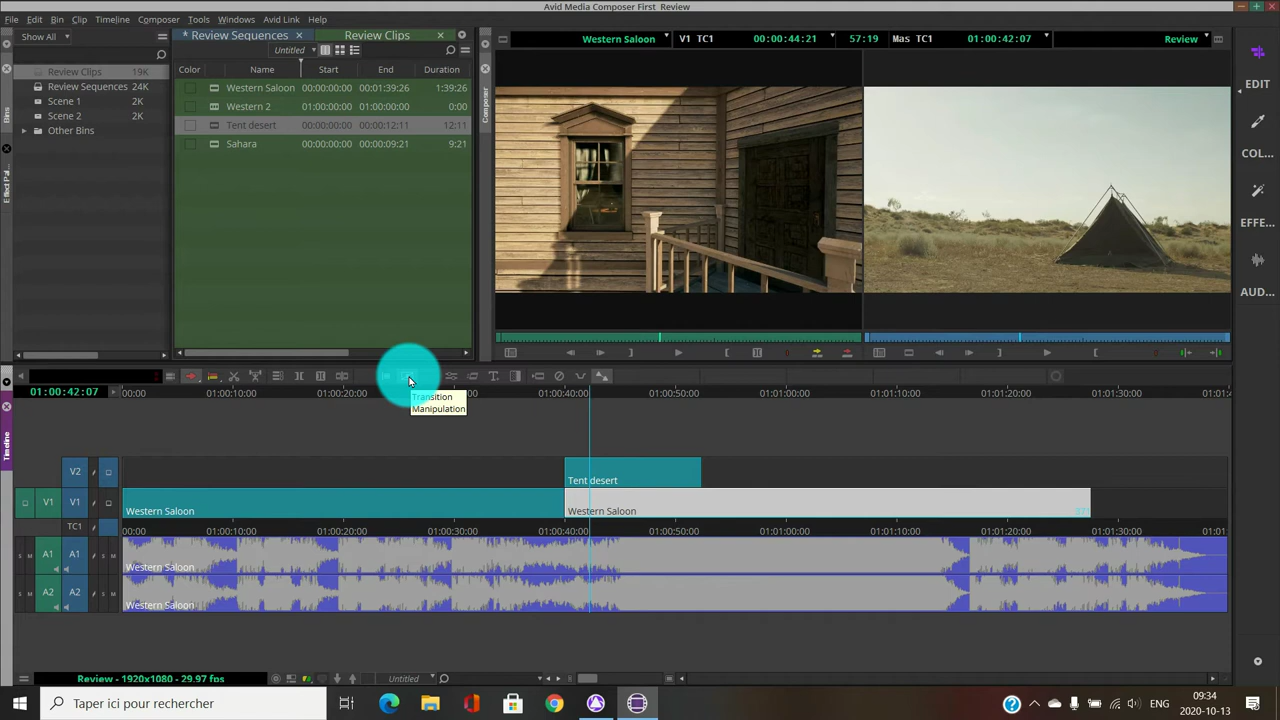 Avid Media Composer First Review
File Edit Bin Clip Timeline Composer Tools Windows Avid Link Help
Show All
* Review Sequences
Review Clips
Western Saloon V1 TC1 00:00:44:21 57:19 Mas TC1 01:00:42:07 Review
Untitled
Color Name Start End Duration
Review Clips 19K
Review Sequences 24K
Scene 1 2K
Scene 2 2K
Other Bins
Western Saloon 00:00:00:00 00:01:39:26 1:39:26
Western 2 01:00:00:00 01:00:00:00 0:00
Tent desert 00:00:00:00 00:00:12:11 12:11
Sahara 00:00:00:00 00:00:09:21 9:21
Bins
Composer
EDIT
COL...
EFFE...
AUD...
Transition
Manipulation
01:00:42:07
00:00 01:00:10:00 01:00:20:00 01:00:40:00 01:00:50:00 01:01:00:00 01:01:10:00 01:01:20:00 01:01:30:00
Timeline
V2 Tent desert
V1 V1 Western Saloon Western Saloon
TC1 00:00 01:00:10:00 01:00:20:00 01:00:30:00 01:00:40:00 01:00:50:00 01:01:00:00 01:01:10:00 01:01:20:00 01:01:30:00
S M A1 A1 S M Western Saloon
S M A2 A2 S M Western Saloon
Review - 1920x1080 - 29.97 fps
Untitled
Taper ici pour rechercher
ENG
09:34
2020-10-13